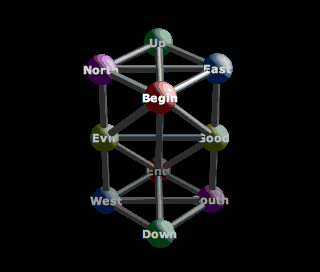 Up
North
East
Begin
Evil
Good
End
West
South
Down